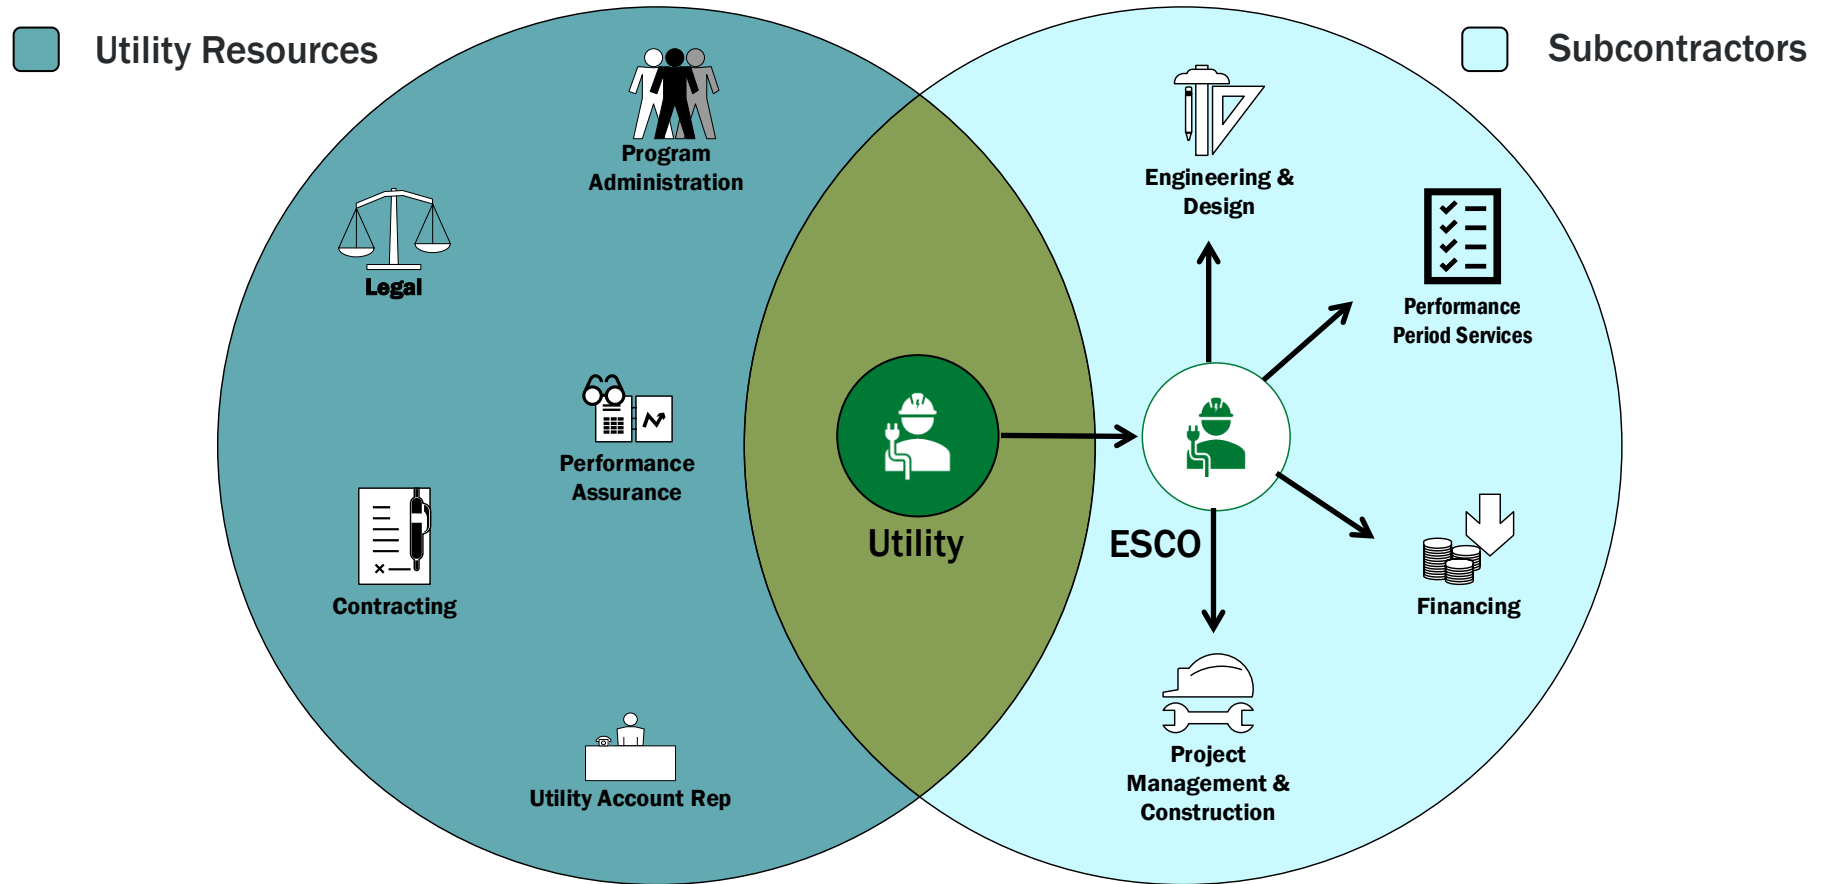 Utility Resources
Subcontractors
Program
Administration
Legal
Performance
Assurance
Contracting
Utility Account Rep
Utility
ESCO
Engineering &
Design
Performance
Period Services
Financing
Project
Management &
Construction